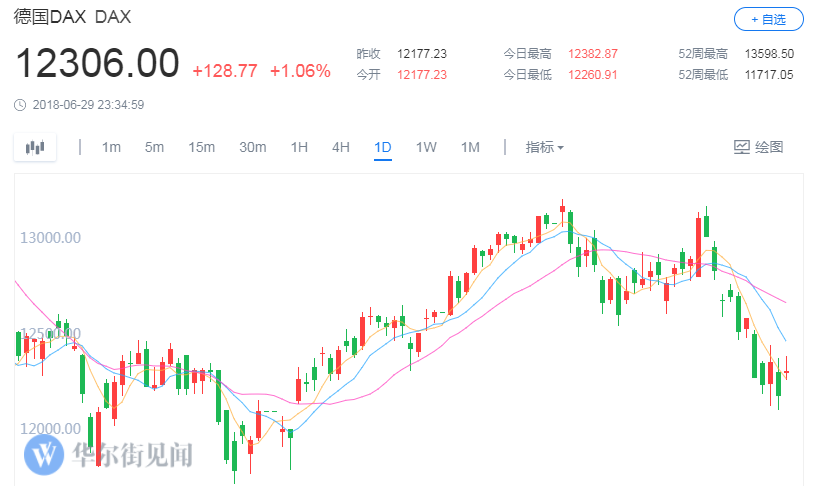 德国DAX DAX
+ 自选
12306.00 +128.77 +1.06%
昨收 12177.23 今日最高 12382.87 52周最高 13598.50
今开 12177.23 今日最低 12260.91 52周最低 11717.05
2018-06-29 23:34:59
1m 5m 15m 30m 1H 4H 1D 1W 1M 指标 绘图
13000.00
12500.00
12000.00
W 华尔街见闻